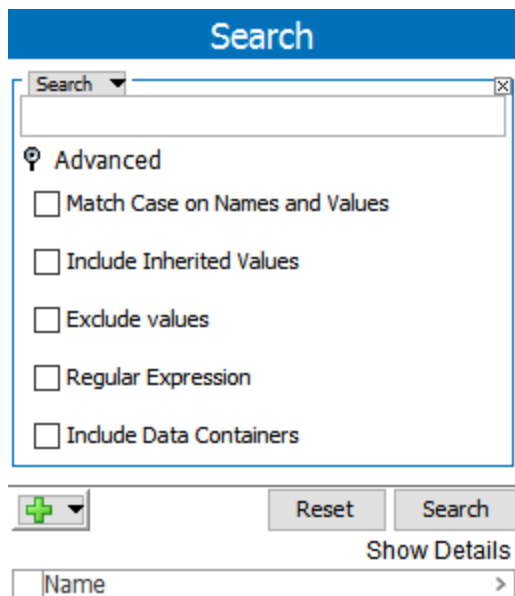 Search
Search
Advanced
Match Case on Names and Values
Include Inherited Values
Exclude values
Regular Expression
Include Data Containers
Reset Search
Show Details
Name